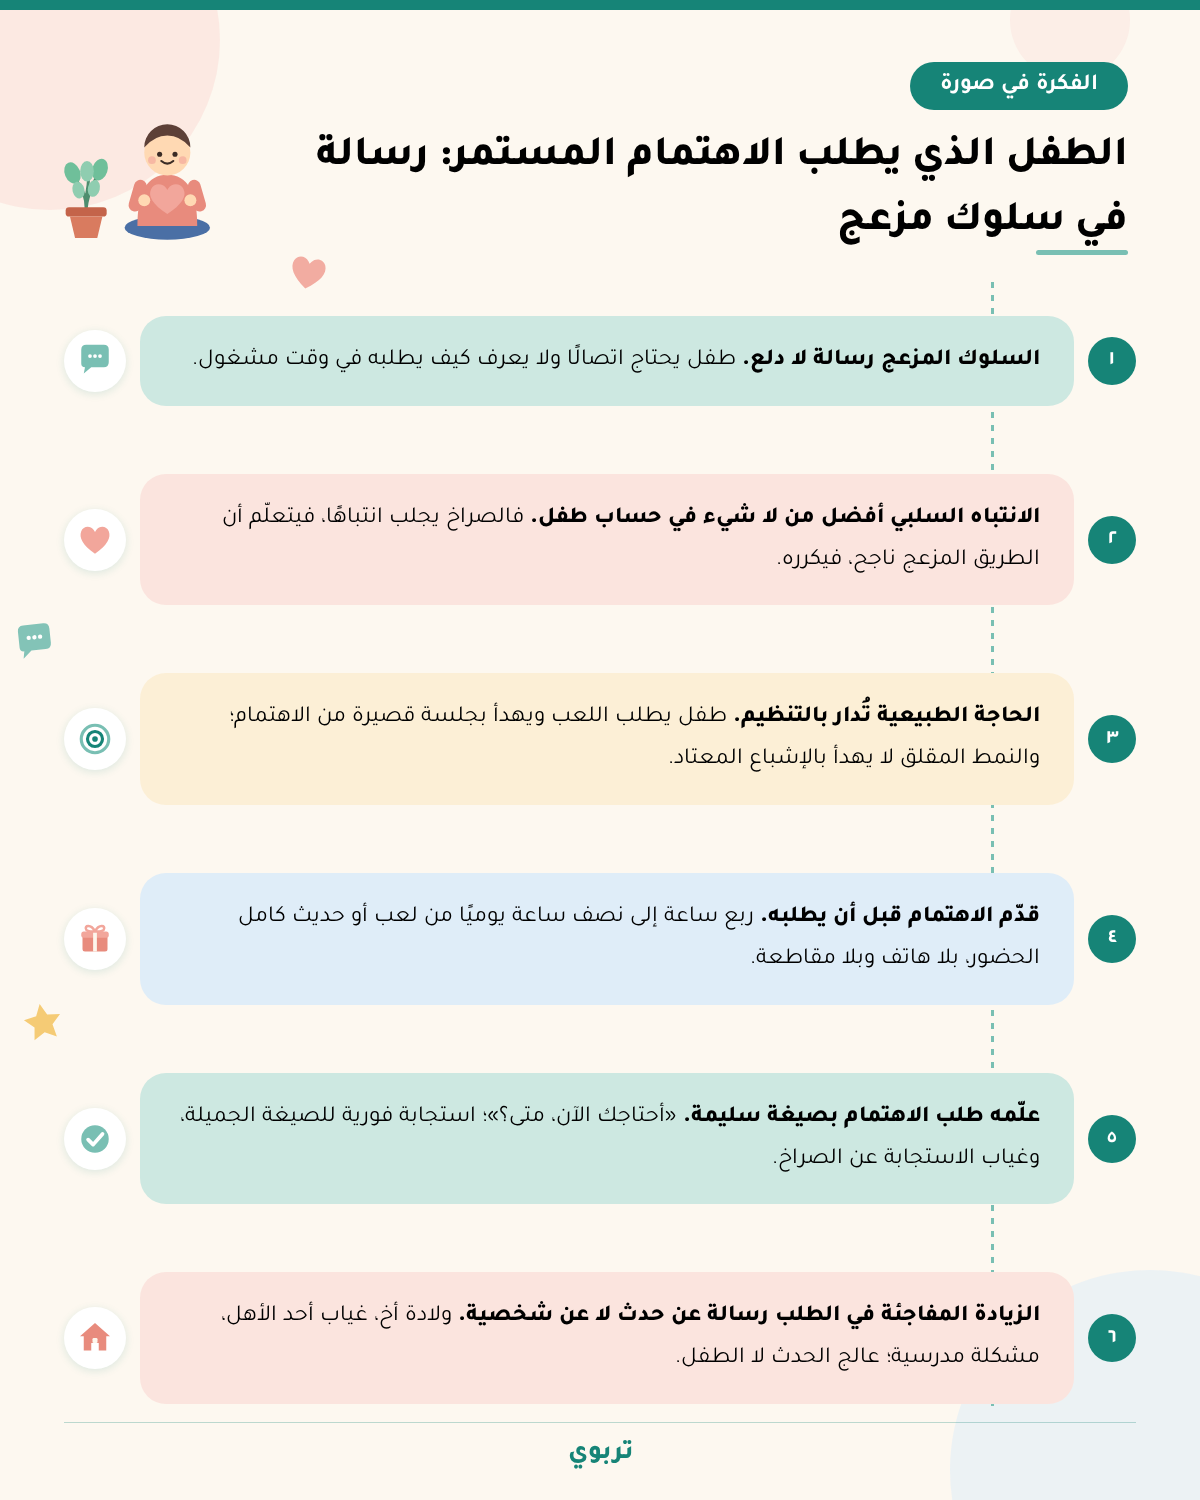 الفكرة في صورة
الطفل الذي يطلب الاهتمام المستمر: رسالة
في سلوك مزعج
١
السلوك المزعج رسالة لا دلع. طفل يحتاج اتصالًا ولا يعرف كيف يطلبه في وقت مشغول.
٢
الانتباه السلبي أفضل من لا شيء في حساب طفل. فالصراخ يجلب انتباهًا، فيتعلّم أن
الطريق المزعج ناجح، فيكرره.
٣
الحاجة الطبيعية تُدار بالتنظيم. طفل يطلب اللعب ويهدأ بجلسة قصيرة من الاهتمام؛
والنمط المقلق لا يهدأ بالإشباع المعتاد.
٤
قدّم الاهتمام قبل أن يطلبه. ربع ساعة إلى نصف ساعة يوميًا من لعب أو حديث كامل
الحضور، بلا هاتف وبلا مقاطعة.
٥
علّمه طلب الاهتمام بصيغة سليمة. «أحتاجك الآن، متى؟»؛ استجابة فورية للصيغة الجميلة،
وغياب الاستجابة عن الصراخ.
٦
الزيادة المفاجئة في الطلب رسالة عن حدث لا عن شخصية. ولادة أخ، غياب أحد الأهل،
مشكلة مدرسية؛ عالج الحدث لا الطفل.
تربوي